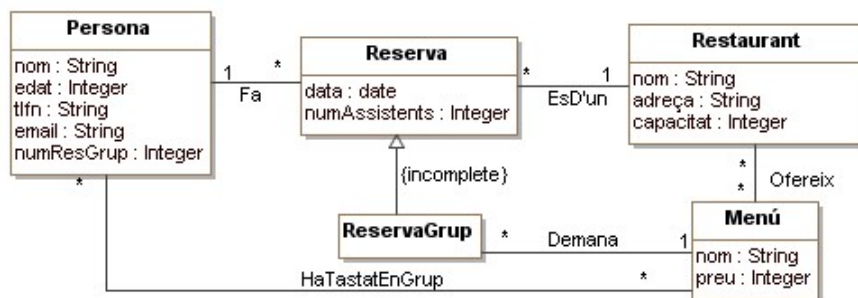 Persona
nom : String
edat : Integer
tlfn : String
email : String
numResGrup : Integer
1
*
Fa
Reserva
data : date
numAssistents : Integer
*
1
EsD'un
Restaurant
nom : String
adreça : String
capacitat : Integer
{incomplete}
*
*
Ofereix
ReservaGrup
*
Demana
1
Menú
nom : String
preu : Integer
*
HaTastatEnGrup
*